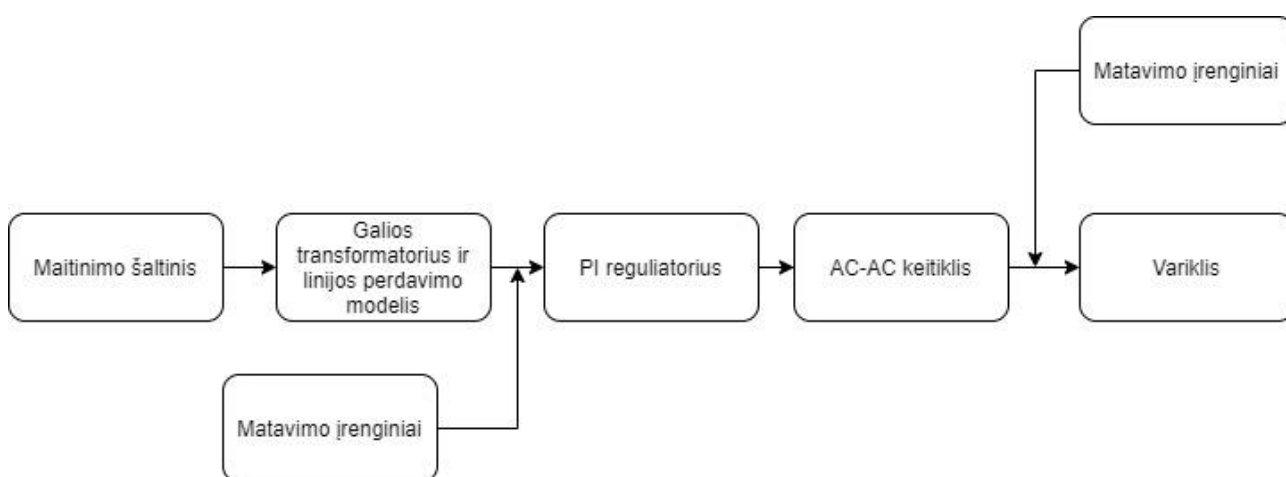 Matavimo įrenginiai
Maitinimo šaltinis
Galios
transformatorius ir
linijos perdavimo
modelis
PI reguliatorius
AC-AC keitiklis
Variklis
Matavimo įrenginiai